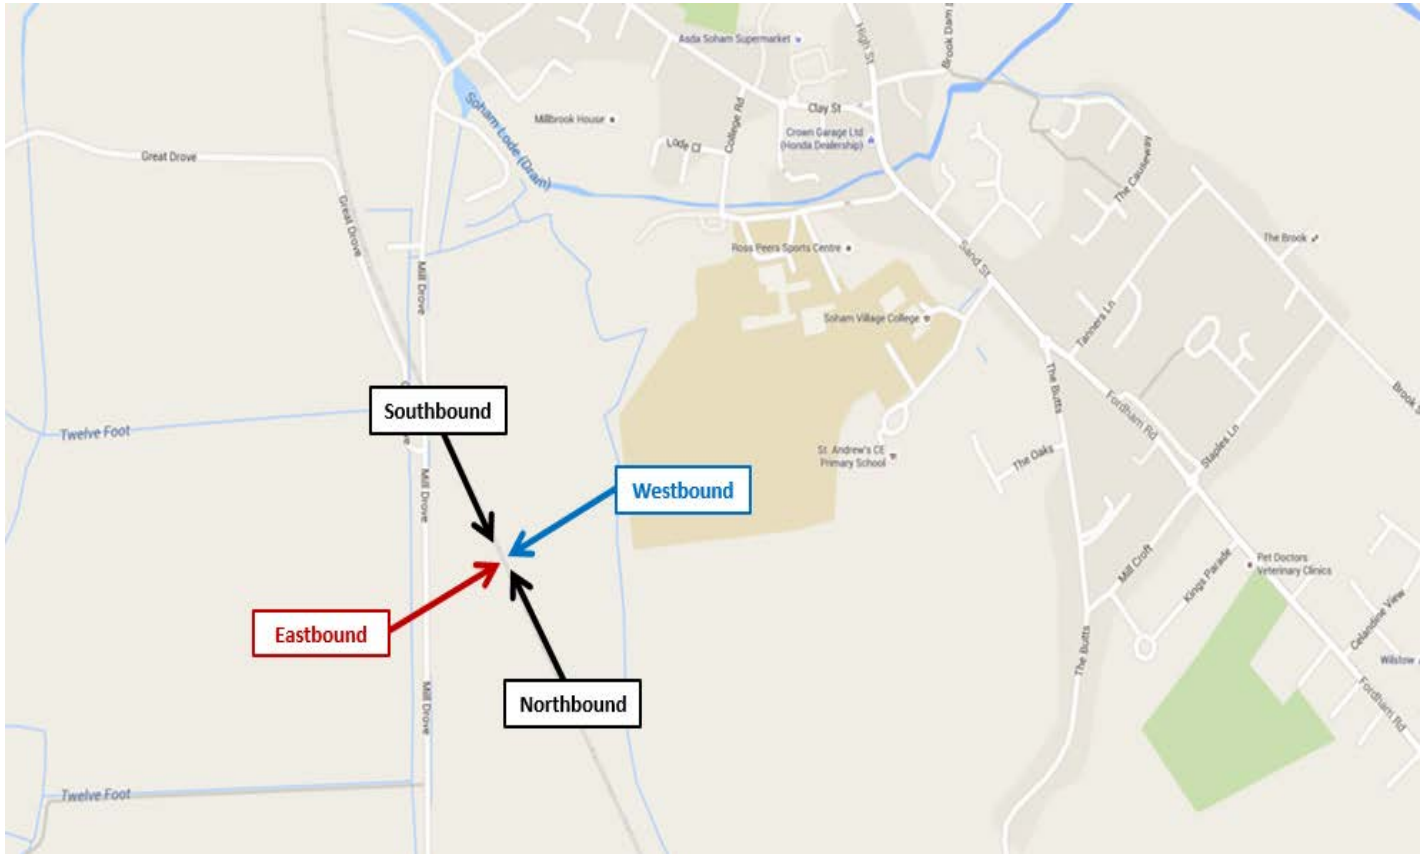 Asda Soham Supermarket
High St
Brook Dam L
Soham Lode (Dram)
Millbrook House
College Rd
Clay St
Crown Garage Ltd
(Honda Dealership)
Lode Cl
The Causeway
Great Drove
Great Drove
Mill Drove
Ross Peers Sports Centre
Sand St
The Brook
Soham Village College
Tanners Ln
The Butts
Fordham Rd
Brook S
Southbound
Twelve Foot
St. Andrew's CE
Primary School
The Oaks
Staples Ln
Mill Drove
Westbound
Mill Croft
Kings Parade
Pet Doctors
Veterinary Clinics
Eastbound
Celandine View
The Butts
Wilslow
Mill Drove
Northbound
Fordham Rd
Twelve Foot